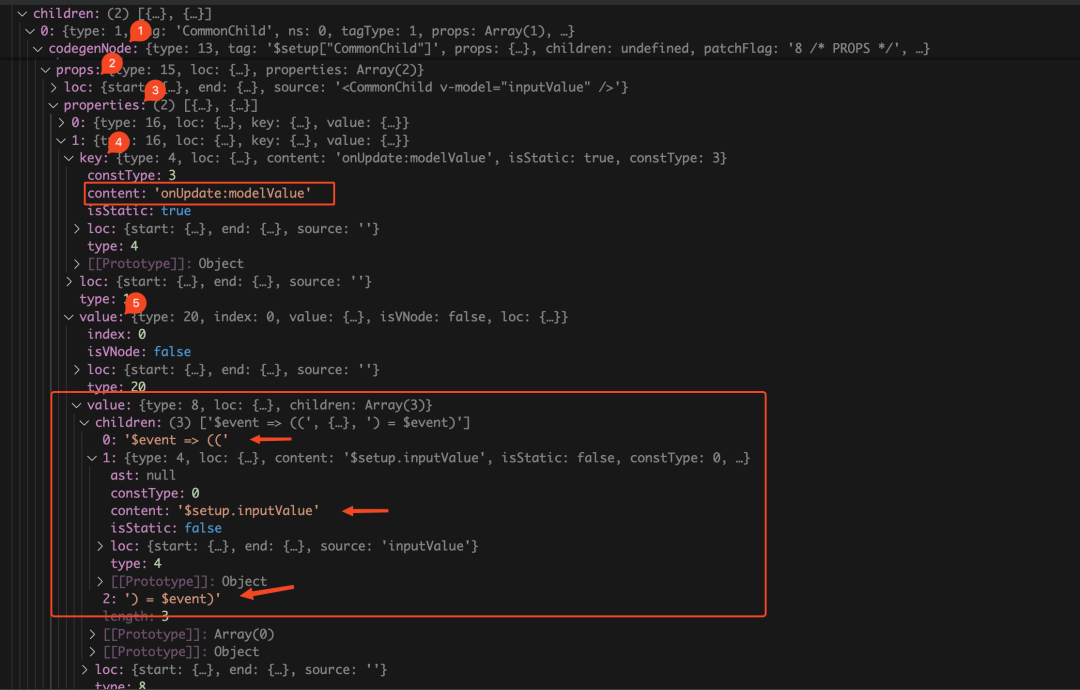 children: (2) [{…}, {…}]
0: {type: 1, tag: 'CommonChild', ns: 0, tagType: 1, props: Array(1), …}
1
codegenNode: {type: 13, tag: '$setup["CommonChild"]', props: {…}, children: undefined, patchFlag: '8 /* PROPS */', …}
2
props: {type: 15, loc: {…}, properties: Array(2)}
loc: {start: {…}, end: {…}, source: '<CommonChild v-model="inputValue" />'}
3
properties: (2) [{…}, {…}]
0: {type: 16, loc: {…}, key: {…}, value: {…}}
1: {type: 16, loc: {…}, key: {…}, value: {…}}
4
key: {type: 4, loc: {…}, content: 'onUpdate:modelValue', isStatic: true, constType: 3}
constType: 3
content: 'onUpdate:modelValue'
isStatic: true
loc: {start: {…}, end: {…}, source: ''}
type: 4
[[Prototype]]: Object
loc: {start: {…}, end: {…}, source: ''}
type:
5
value: {type: 20, index: 0, value: {…}, isVNode: false, loc: {…}}
index: 0
isVNode: false
loc: {start: {…}, end: {…}, source: ''}
type: 20
value: {type: 8, loc: {…}, children: Array(3)}
children: (3) ['$event => ((', {…}, ') = $event)']
0: '$event => (('
1: {type: 4, loc: {…}, content: '$setup.inputValue', isStatic: false, constType: 0, …}
ast: null
constType: 0
content: '$setup.inputValue'
isStatic: false
loc: {start: {…}, end: {…}, source: 'inputValue'}
type: 4
[[Prototype]]: Object
2: ') = $event)'
length: 3
[[Prototype]]: Array(0)
[[Prototype]]: Object
loc: {start: {…}, end: {…}, source: ''}
type: 8